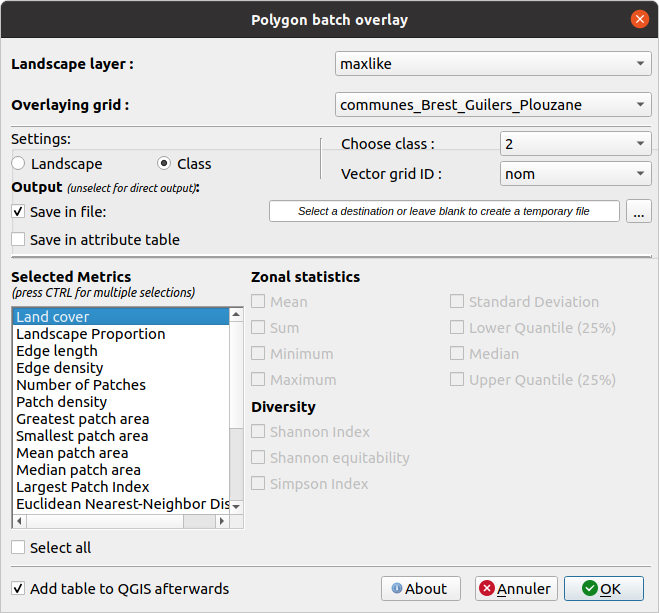 Polygon batch overlay
Landscape layer :
maxlike
Overlaying grid :
communes_Brest_Guilers_Plouzane
Settings:
Landscape
Class
Choose class :
2
Vector grid ID :
nom
Output (unselect for direct output):
Save in file:
Select a destination or leave blank to create a temporary file
...
Save in attribute table
Selected Metrics
(press CTRL for multiple selections)
Land cover
Landscape Proportion
Edge length
Edge density
Number of Patches
Patch density
Greatest patch area
Smallest patch area
Mean patch area
Median patch area
Largest Patch Index
Euclidean Nearest-Neighbor Dis
Select all
Zonal statistics
Mean
Sum
Minimum
Maximum
Standard Deviation
Lower Quantile (25%)
Median
Upper Quantile (25%)
Diversity
Shannon Index
Shannon equitability
Simpson Index
Add table to QGIS afterwards
About
Annuler
OK